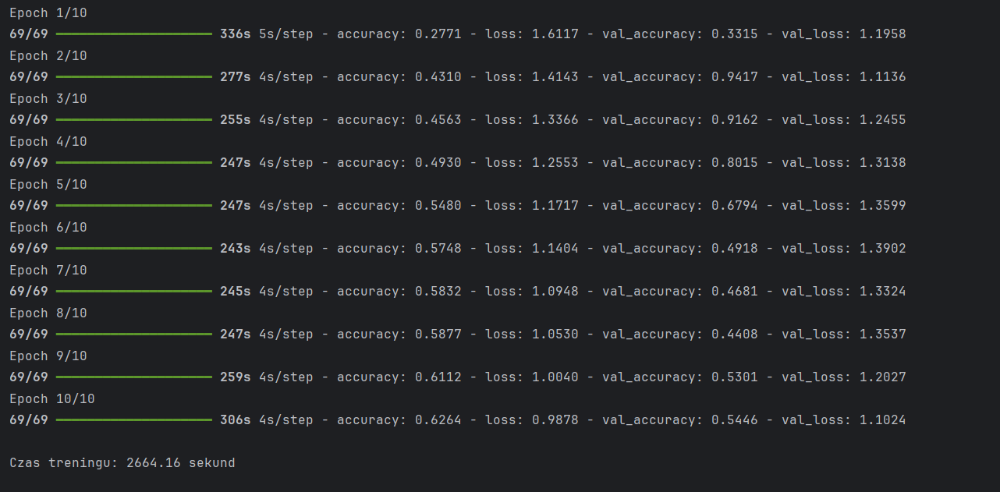 Epoch 1/10
69/69 ━━━━━━━━━━━━━━━━━━━━ 336s 5s/step - accuracy: 0.2771 - loss: 1.6117 - val_accuracy: 0.3315 - val_loss: 1.1958
Epoch 2/10
69/69 ━━━━━━━━━━━━━━━━━━━━ 277s 4s/step - accuracy: 0.4310 - loss: 1.4143 - val_accuracy: 0.9417 - val_loss: 1.1136
Epoch 3/10
69/69 ━━━━━━━━━━━━━━━━━━━━ 255s 4s/step - accuracy: 0.4563 - loss: 1.3366 - val_accuracy: 0.9162 - val_loss: 1.2455
Epoch 4/10
69/69 ━━━━━━━━━━━━━━━━━━━━ 247s 4s/step - accuracy: 0.4930 - loss: 1.2553 - val_accuracy: 0.8015 - val_loss: 1.3138
Epoch 5/10
69/69 ━━━━━━━━━━━━━━━━━━━━ 247s 4s/step - accuracy: 0.5480 - loss: 1.1717 - val_accuracy: 0.6794 - val_loss: 1.3599
Epoch 6/10
69/69 ━━━━━━━━━━━━━━━━━━━━ 243s 4s/step - accuracy: 0.5748 - loss: 1.1404 - val_accuracy: 0.4918 - val_loss: 1.3902
Epoch 7/10
69/69 ━━━━━━━━━━━━━━━━━━━━ 245s 4s/step - accuracy: 0.5832 - loss: 1.0948 - val_accuracy: 0.4681 - val_loss: 1.3324
Epoch 8/10
69/69 ━━━━━━━━━━━━━━━━━━━━ 247s 4s/step - accuracy: 0.5877 - loss: 1.0530 - val_accuracy: 0.4408 - val_loss: 1.3537
Epoch 9/10
69/69 ━━━━━━━━━━━━━━━━━━━━ 259s 4s/step - accuracy: 0.6112 - loss: 1.0040 - val_accuracy: 0.5301 - val_loss: 1.2027
Epoch 10/10
69/69 ━━━━━━━━━━━━━━━━━━━━ 306s 4s/step - accuracy: 0.6264 - loss: 0.9878 - val_accuracy: 0.5446 - val_loss: 1.1024
Czas treningu: 2664.16 sekund